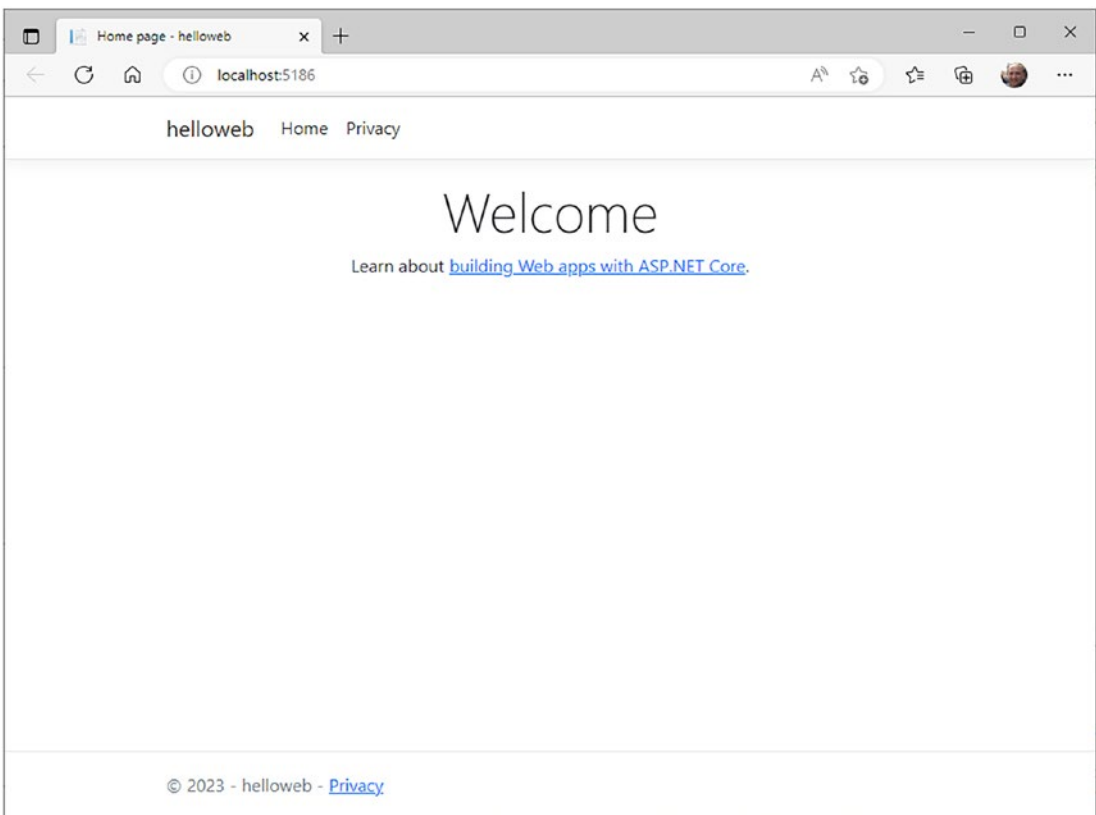 Home page - helloweb
localhost:5186
helloweb Home Privacy
Welcome
Learn about building Web apps with ASP.NET Core.
© 2023 - helloweb - Privacy